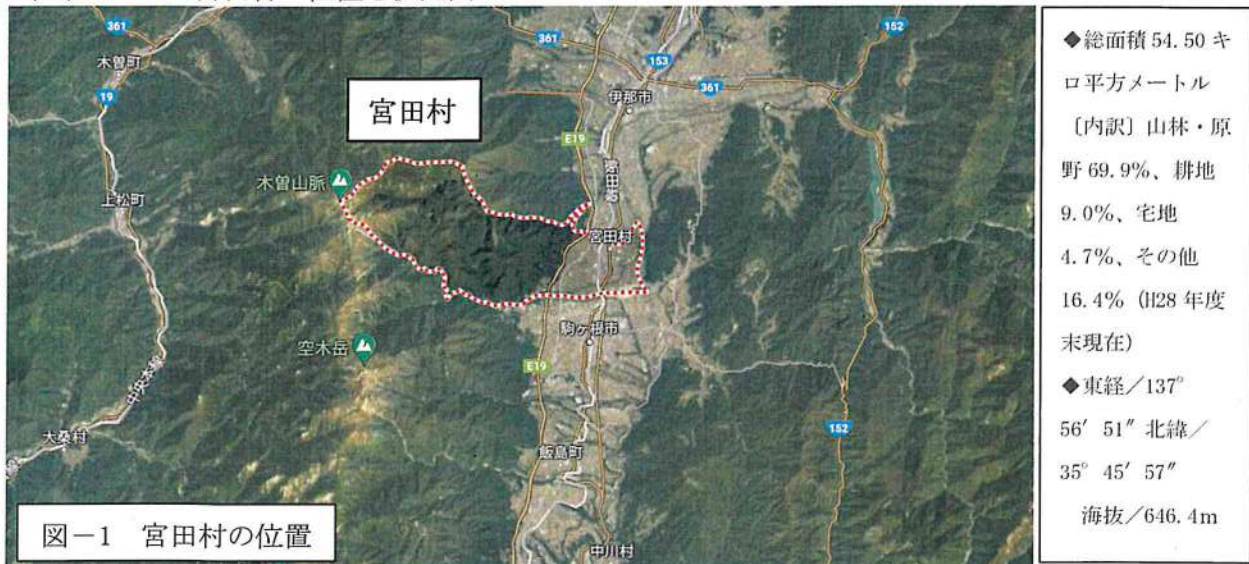 361
361
152
木曽町
153
19
伊那市
361
宮田村
E19
木曽山脈
上松町
宮田村
駒ヶ根市
空木岳
E19
中央本線
大桑村
152
飯島町
図－1 宮田村の位置
中川村
◆総面積 54.50 キ
ロ平方メートル
〔内訳〕山林・原
野 69.9%、耕地
9.0%、宅地
4.7%、その他
16.4%（H28 年度
末現在）
◆東経／137°
56′ 51″ 北緯／
35° 45′ 57″
海抜／646.4m